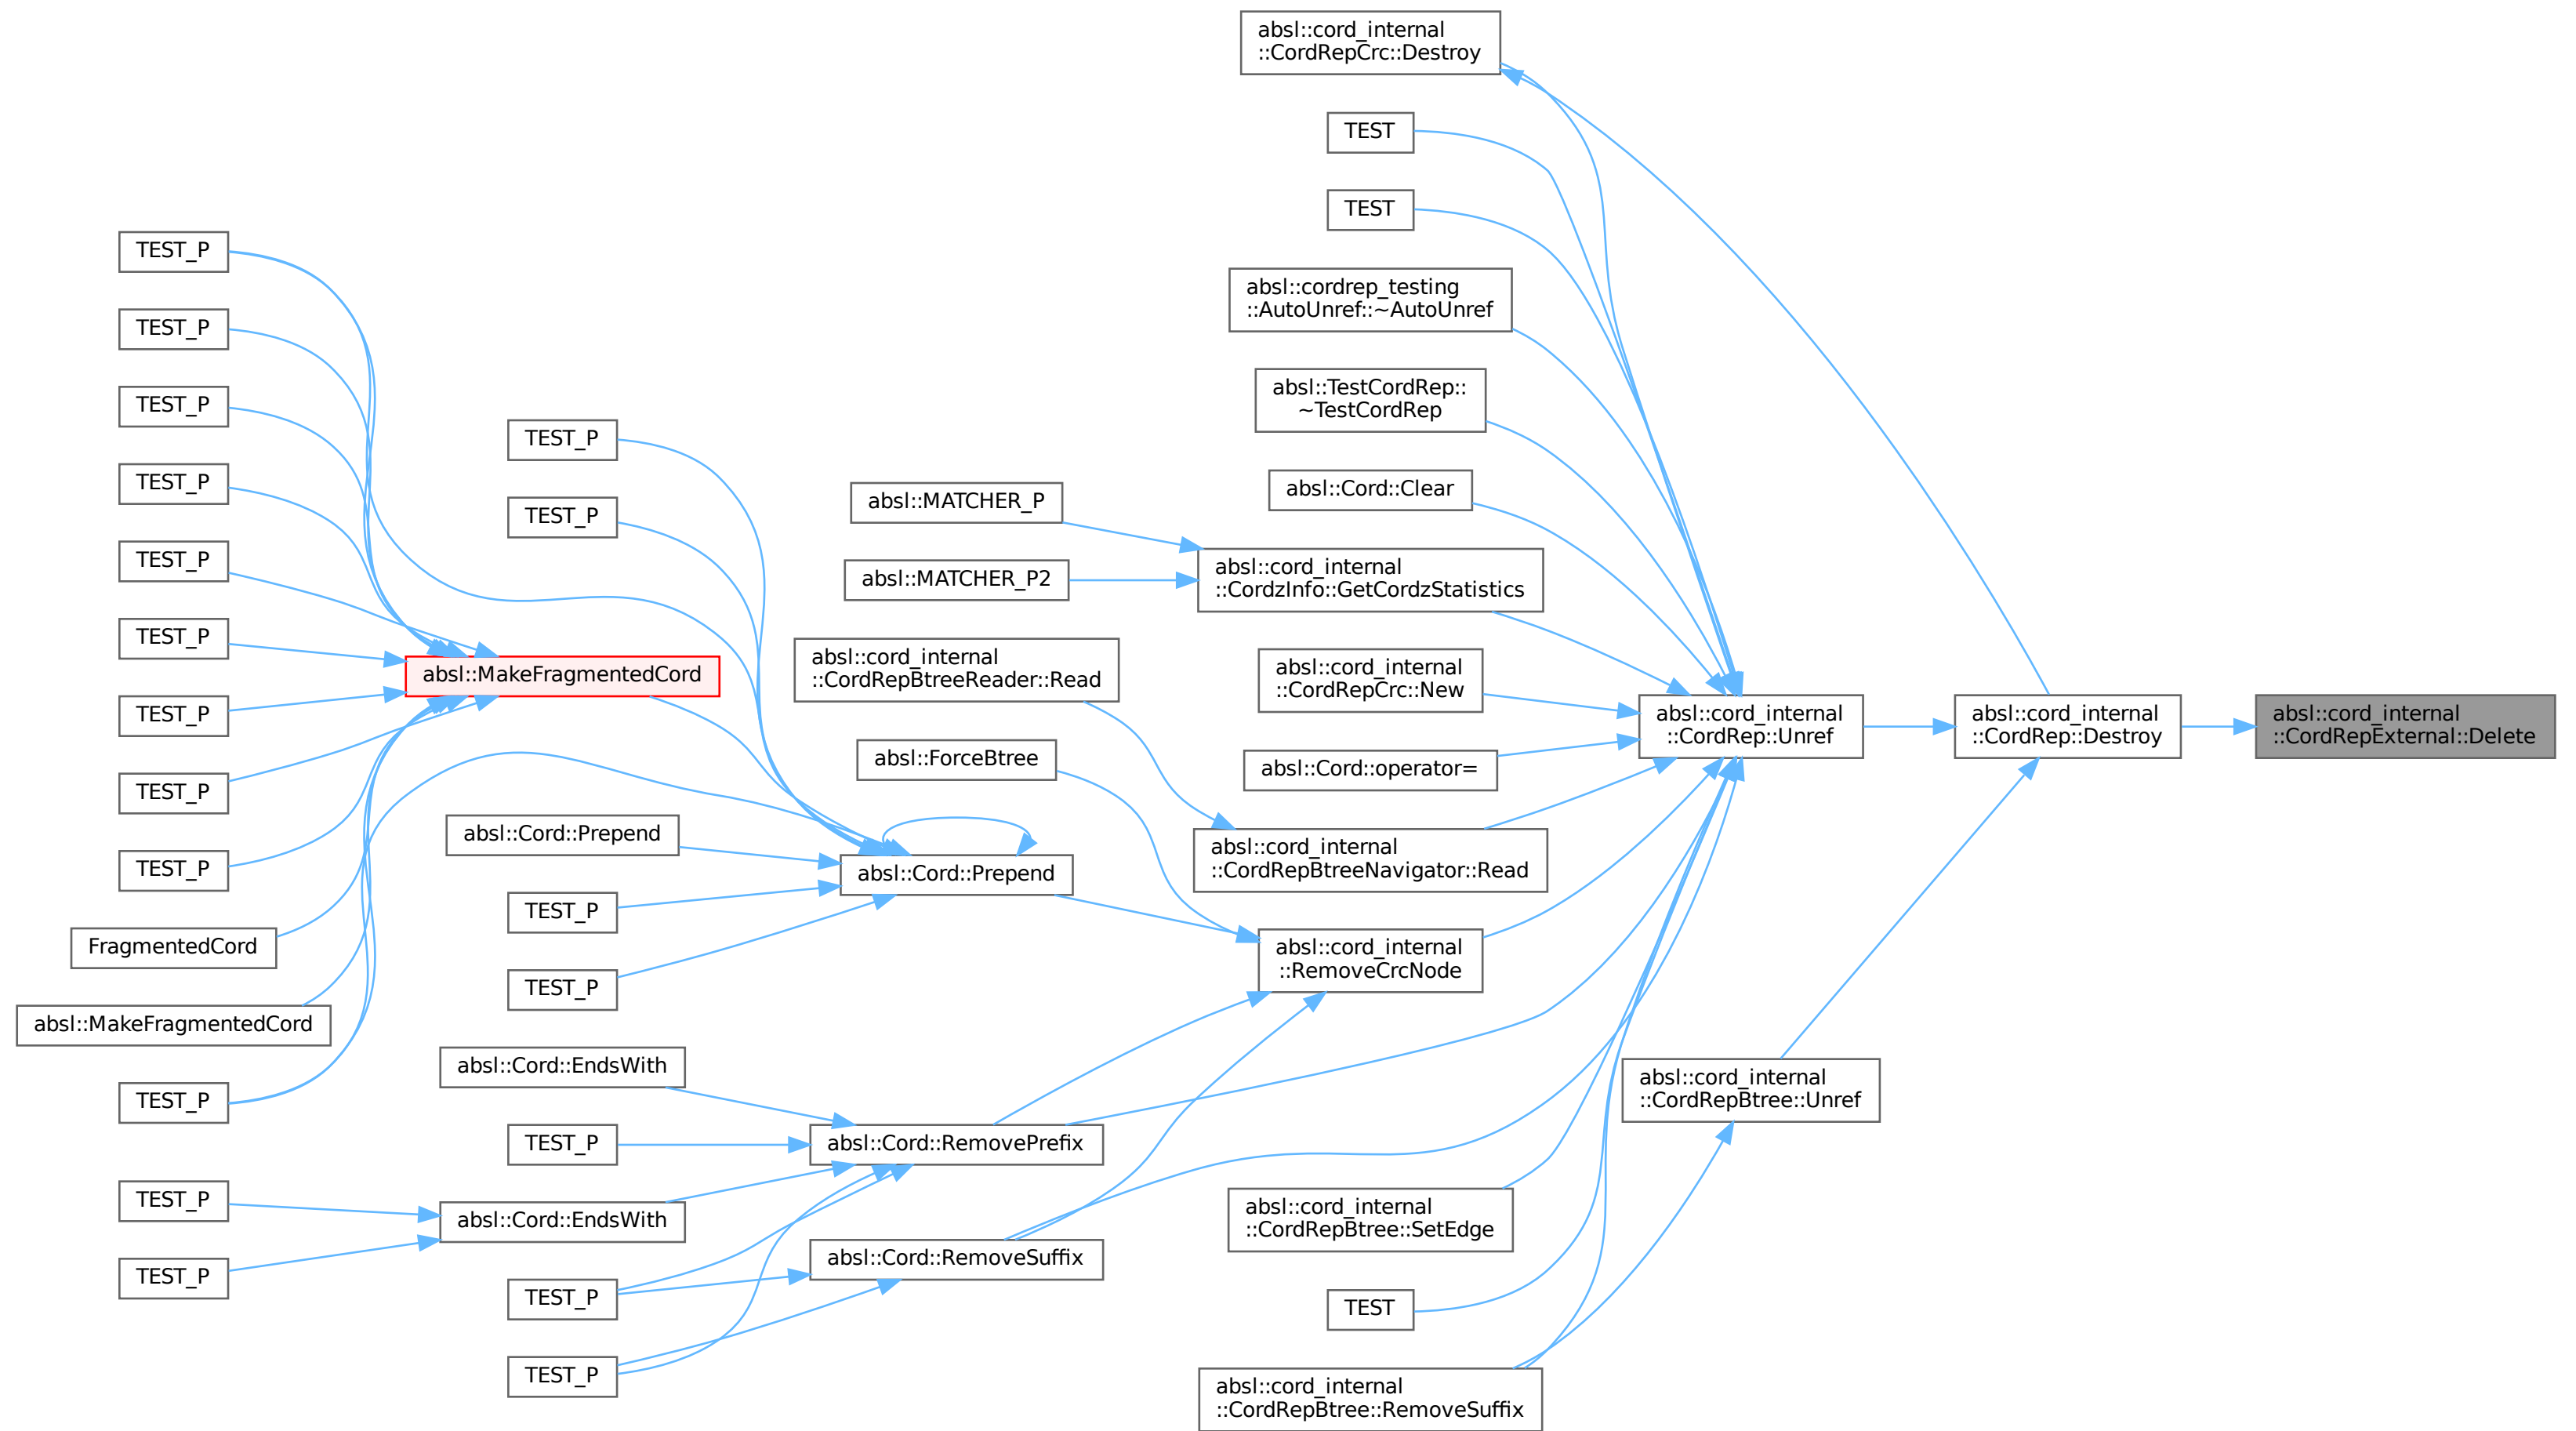 absl::cord_internal
::CordRepCrc::Destroy
TEST
TEST
absl::cordrep_testing
::AutoUnref::~AutoUnref
absl::TestCordRep::
~TestCordRep
absl::Cord::Clear
absl::MATCHER_P
absl::MATCHER_P2
absl::cord_internal
::CordzInfo::GetCordzStatistics
absl::cord_internal
::CordRepBtreeReader::Read
absl::cord_internal
::CordRepCrc::New
absl::cord_internal
::CordRep::Unref
absl::cord_internal
::CordRep::Destroy
absl::cord_internal
::CordRepExternal::Delete
absl::ForceBtree
absl::Cord::operator=
absl::cord_internal
::CordRepBtreeNavigator::Read
absl::cord_internal
::RemoveCrcNode
absl::cord_internal
::CordRepBtree::Unref
absl::cord_internal
::CordRepBtree::SetEdge
TEST
absl::cord_internal
::CordRepBtree::RemoveSuffix
TEST_P
TEST_P
TEST_P
TEST_P
TEST_P
TEST_P
TEST_P
TEST_P
TEST_P
FragmentedCord
absl::MakeFragmentedCord
TEST_P
TEST_P
TEST_P
TEST_P
TEST_P
absl::MakeFragmentedCord
absl::Cord::Prepend
TEST_P
TEST_P
absl::Cord::Prepend
absl::Cord::EndsWith
TEST_P
absl::Cord::EndsWith
TEST_P
TEST_P
absl::Cord::RemovePrefix
absl::Cord::RemoveSuffix